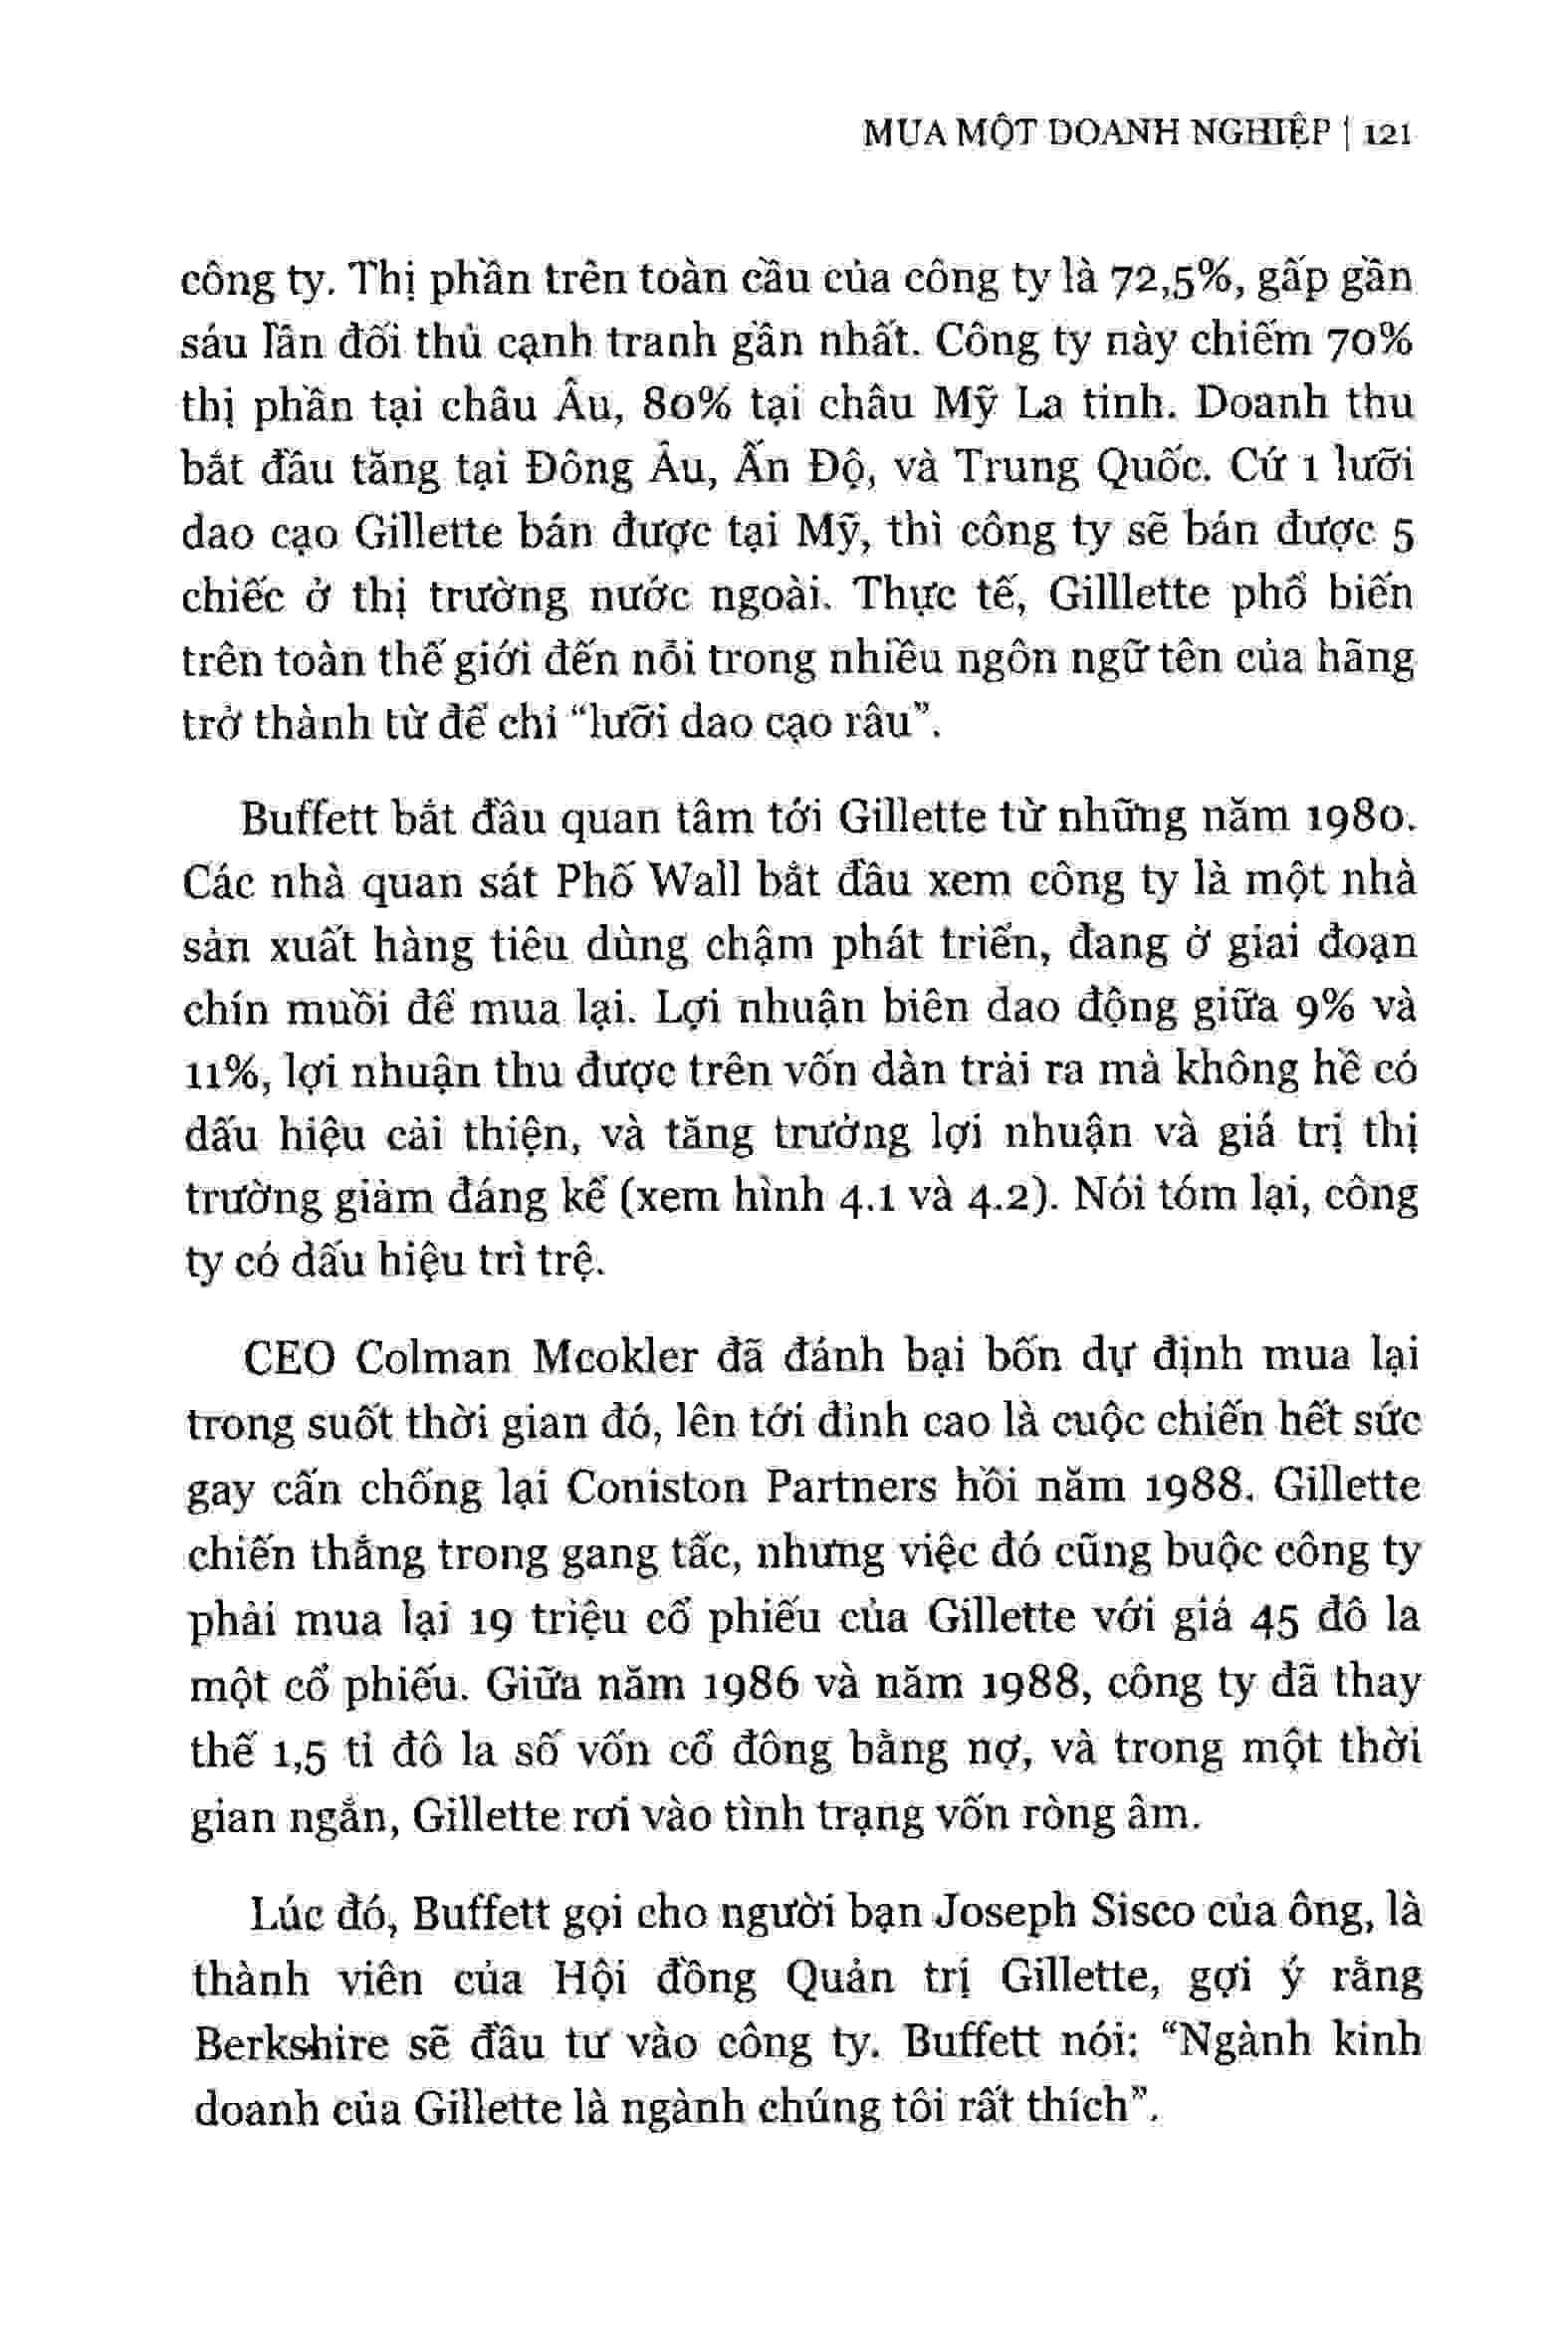 MUA MỘT DOANH NGHIỆP | 121
công ty. Thị phần trên toàn cầu của công ty là 72,5%, gấp gần
sáu lần đối thủ cạnh tranh gần nhất. Công ty này chiếm 70%
thị phần tại châu Âu, 80% tại châu Mỹ La tinh. Doanh thu
bắt đầu tăng tại Đông Âu, Ấn Độ, và Trung Quốc. Cứ 1 lưỡi
dao cạo Gillette bán được tại Mỹ, thì công ty sẽ bán được 5
chiếc ở thị trường nước ngoài. Thực tế, Gilllette phổ biến
trên toàn thế giới đến nỗi trong nhiều ngôn ngữ tên của hãng
trở thành từ để chỉ “lưỡi dao cạo râu”.
Buffett bắt đầu quan tâm tới Gillette từ những năm 1980.
Các nhà quan sát Phố Wall bắt đầu xem công ty là một nhà
sản xuất hàng tiêu dùng chậm phát triển, đang ở giai đoạn
chín muồi để mua lại. Lợi nhuận biên dao động giữa 9% và
11%, lợi nhuận thu được trên vốn dàn trải ra mà không hề có
dấu hiệu cải thiện, và tăng trưởng lợi nhuận và giá trị thị
trường giảm đáng kể (xem hình 4.1 và 4.2). Nói tóm lại, công
ty có dấu hiệu trì trệ.
CEO Colman Mcokler đã đánh bại bốn dự định mua lại
trong suốt thời gian đó, lên tới đỉnh cao là cuộc chiến hết sức
gay cấn chống lại Coniston Partners hồi năm 1988. Gillette
chiến thắng trong gang tấc, nhưng việc đó cũng buộc công ty
phải mua lại 19 triệu cổ phiếu của Gillette với giá 45 đô la
một cổ phiếu. Giữa năm 1986 và năm 1988, công ty đã thay
thế 1,5 tỉ đô la số vốn cổ đông bằng nợ, và trong một thời
gian ngắn, Gillette rơi vào tình trạng vốn ròng âm.
Lúc đó, Buffett gọi cho người bạn Joseph Sisco của ông, là
thành viên của Hội đồng Quản trị Gillette, gợi ý rằng
Berkshire sẽ đầu tư vào công ty. Buffett nói: “Ngành kinh
doanh của Gillette là ngành chúng tôi rất thích”.